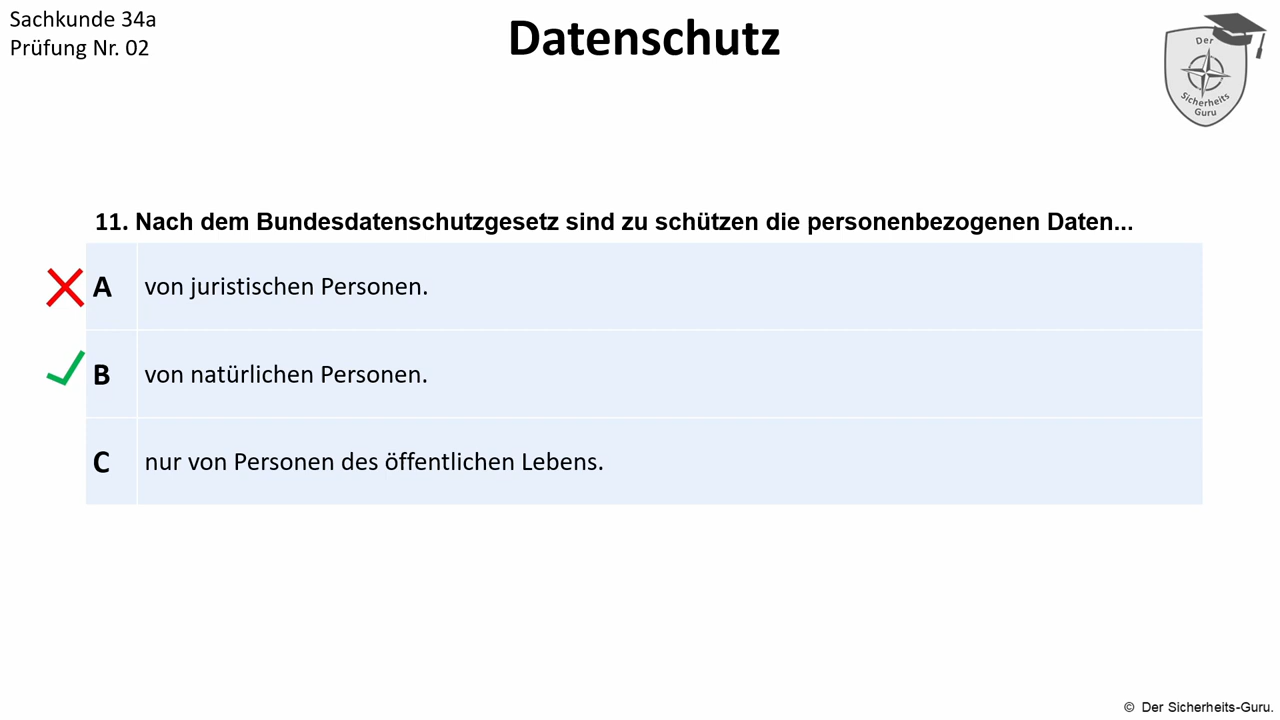 Sachkunde 34a
Prüfung Nr. 02
Datenschutz
Der
Sicherheits
Guru
11. Nach dem Bundesdatenschutzgesetz sind zu schützen die personenbezogenen Daten...
A von juristischen Personen.
B von natürlichen Personen.
C nur von Personen des öffentlichen Lebens.
© Der Sicherheits-Guru.